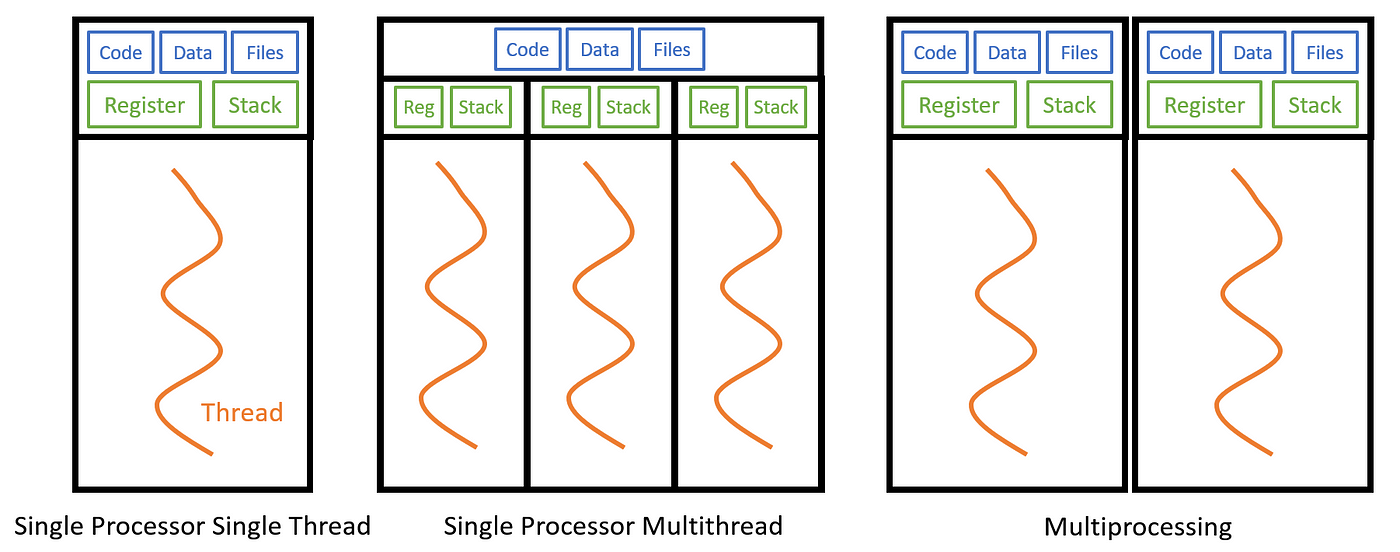 Code Data Files
Register Stack
Thread
Single Processor Single Thread
Code Data Files
Reg Stack Reg Stack Reg Stack
Single Processor Multithread
Code Data Files Code Data Files
Register Stack Register Stack
Multiprocessing